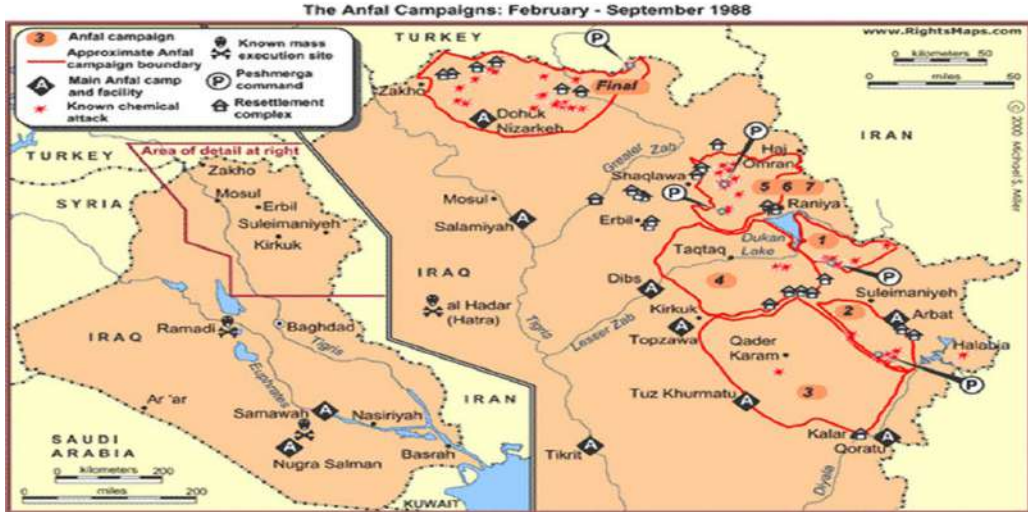 The Anfal Campaigns: February - September 1988
3 Anfal campaign
Approximate Anfal
campaign boundary
A Main Anfal camp
and facility
Known chemical
attack
Known mass
execution site
P Peshmerga
command
Resettlement
complex
www.RightsMaps.com
0 kilometers 50
0 miles 50
© 2000 Michael S. Miller
TURKEY
P
Zakho
Final
A
Dohuk
Nizarkeh
IRAN
Greater Zab
P
Haj
Omran
Shaqlawa
5 6 7
P
Raniya
Mosul
Erbil
A
Salamiyah
Dukan
Lake
1
Taqtaq
IRAQ
P
Dibs
A
4
Suleimaniyeh
al Hadar
(Hatra)
Kirkuk
2
A
Arbat
Tigris
Lesser Zab
A
Topzawa
Halabja
Qader
Karam
P
Tuz Khurmatu
A
3
Kalar
A
Qoratu
A
Tikrit
Diyala
TURKEY
Area of detail at right
Zakho
SYRIA
Mosul
Erbil
Suleimaniyeh
Kirkuk
IRAQ
Ramadi
Baghdad
Tigris
Euphrates
IRAN
Ar 'ar
Samawah
A
Nasiriyah
SAUDI
ARABIA
A
Nugra Salman
Basrah
0 kilometers 200
0 miles 200
KUWAIT